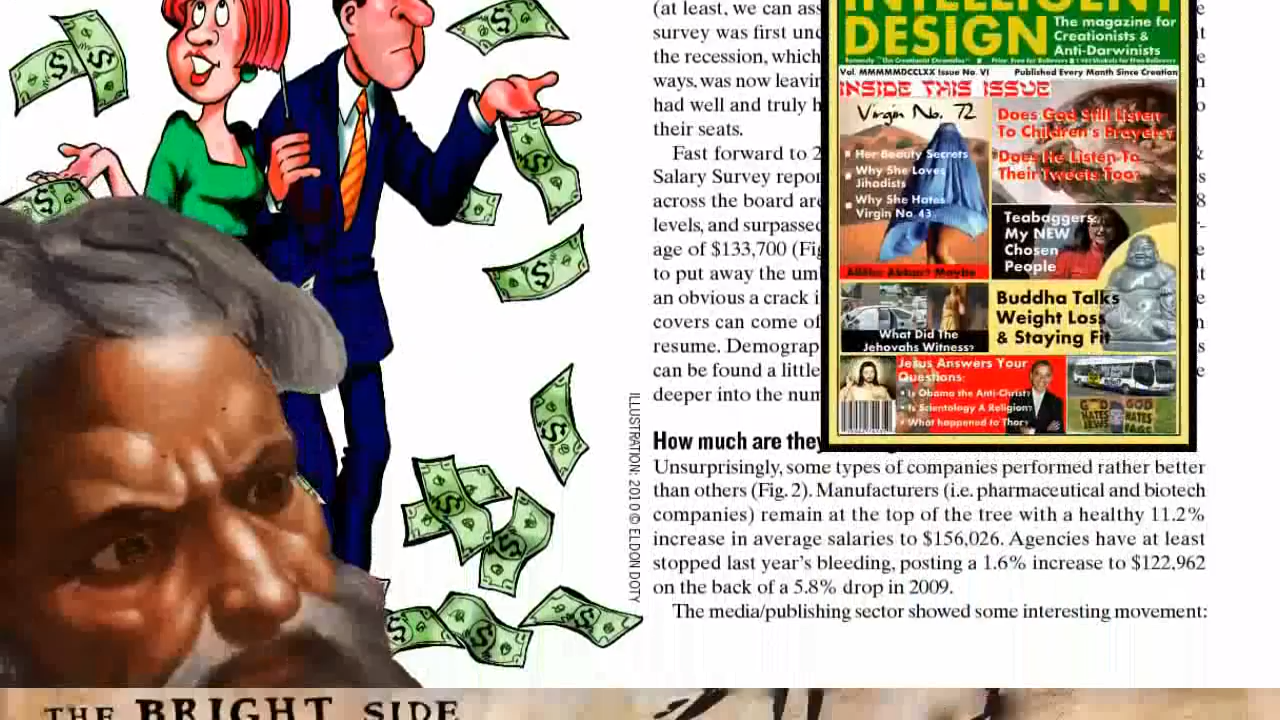 (at least, we can ass
survey was first und
the recession, which
ways, was now leavin
had well and truly h
their seats.
Fast forward to 2
Salary Survey repor
across the board are
levels, and surpassed
age of $133,700 (Fig
to put away the um
an obvious a crack i
covers can come of
resume. Demograp
can be found a little
deeper into the num
How much are they
Unsurprisingly, some types of companies performed rather better
than others (Fig. 2). Manufacturers (i.e. pharmaceutical and biotech
companies) remain at the top of the tree with a healthy 11.2%
increase in average salaries to $156,026. Agencies have at least
stopped last year's bleeding, posting a 1.6% increase to $122,962
on the back of a 5.8% drop in 2009.
The media/publishing sector showed some interesting movement:
ILLUSTRATION: 2010 © ELDON DOTY
INTELLIGENT
DESIGN
The magazine for
Creationists &
Anti-Darwinists
Vol. MMMMMDCCLXX Issue No. VI
Published Every Month Since Creation
INSIDE THIS ISSUE
Virgin No. 72
Her Beauty Secrets
Why She Loves
Jihadists
Why She Hates
Virgin No. 43
Does God Still Listen
To Children's Prayers?
Does He Listen To
Their Tweets Too?
Teabaggers:
My NEW
Chosen
People
Buddha Talks
Weight Loss
& Staying Fit
What Did The
Jehovahs Witness?
Jesus Answers Your
Questions:
Is Obama the Anti-Christ?
Is Scientology A Religion?
What happened to Thor?
THE BRIGHT SIDE